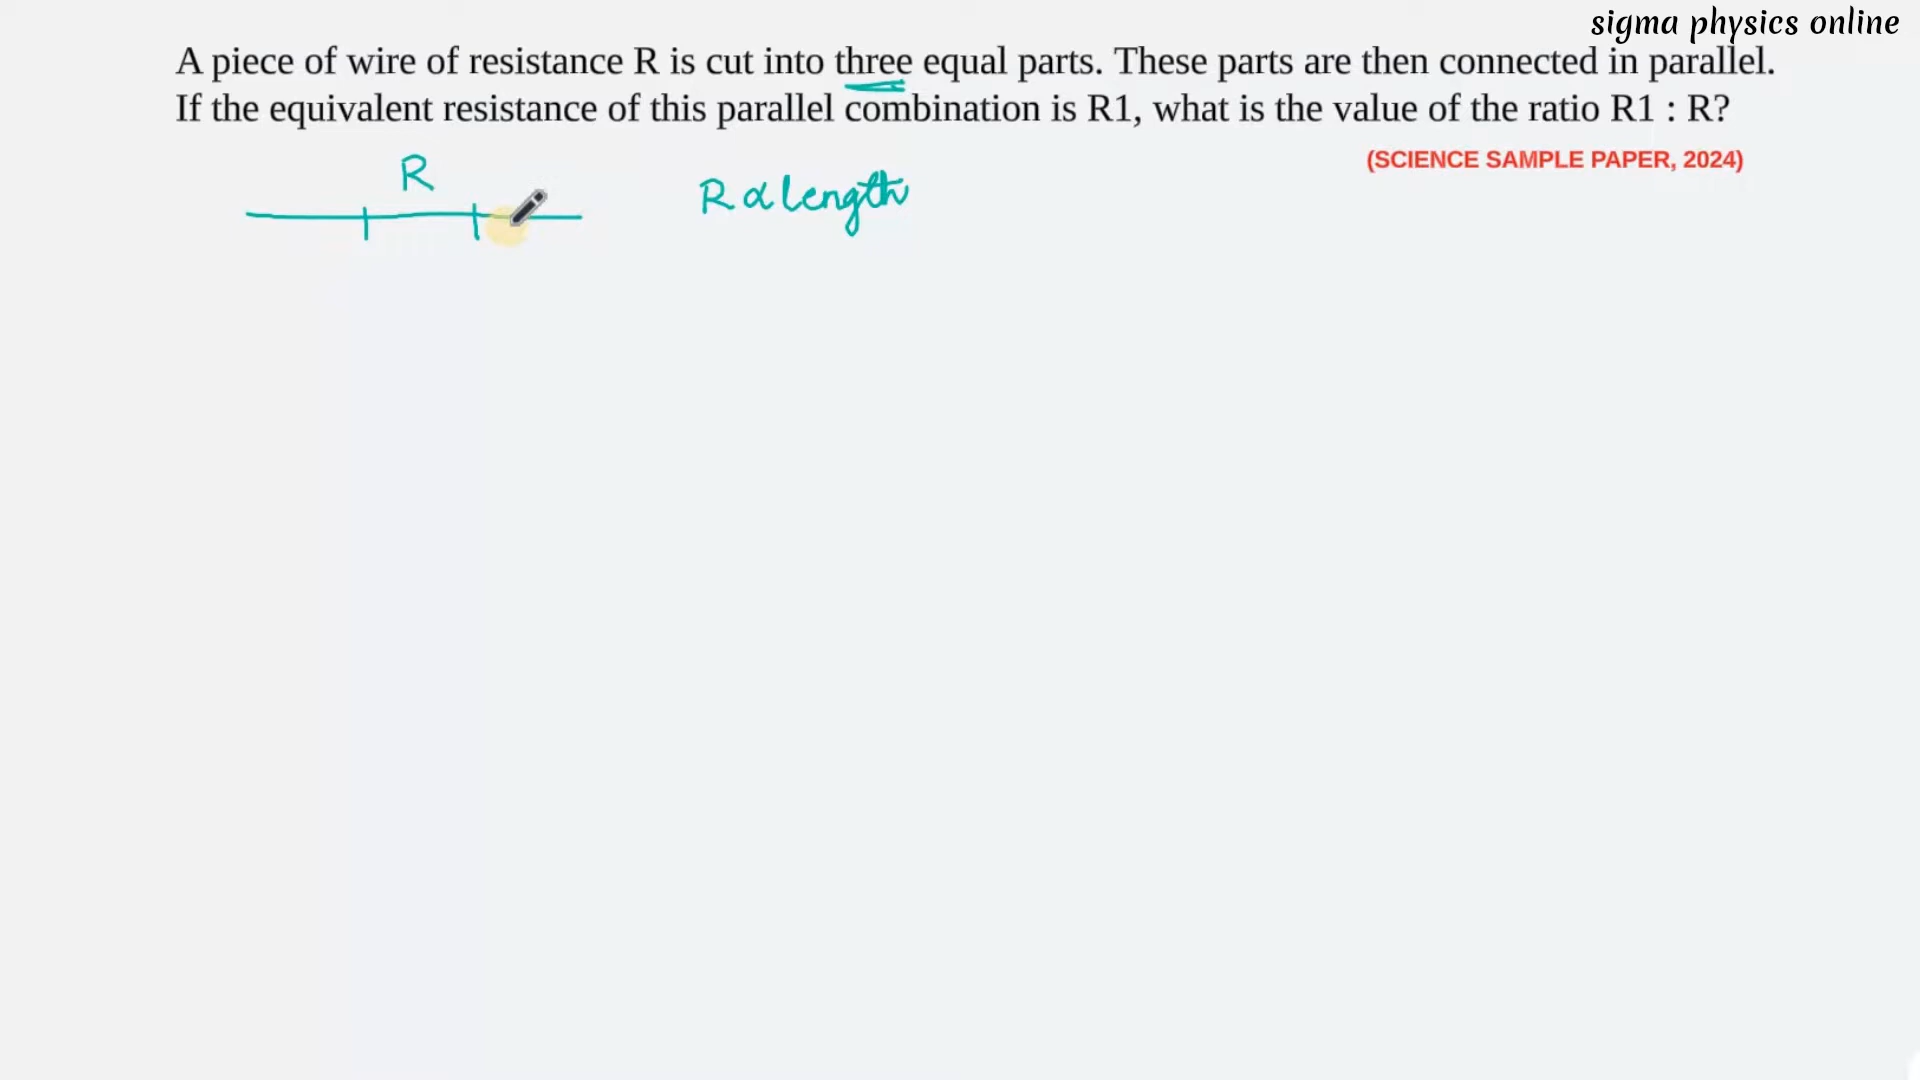 sigma physics online
A piece of wire of resistance R is cut into three equal parts. These parts are then connected in parallel.
If the equivalent resistance of this parallel combination is R1, what is the value of the ratio R1 : R?
(SCIENCE SAMPLE PAPER, 2024)
R
R α length